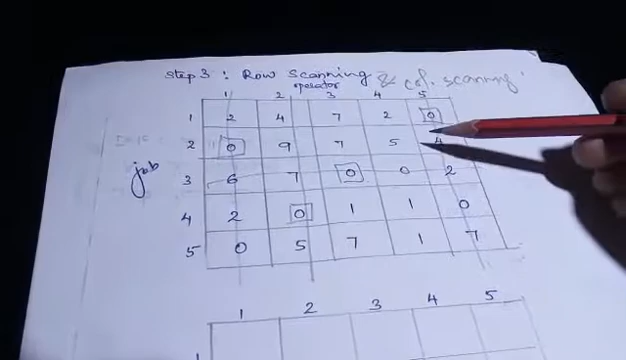 Step 3 : Row Scanning & col. scanning.
operator
1 2 3 4 5
1 2 4 7 2 0
2 0 9 7 5 4
job
3 6 7 0 0 2
4 2 0 1 1 0
5 0 5 7 1 7
1 2 3 4 5
1